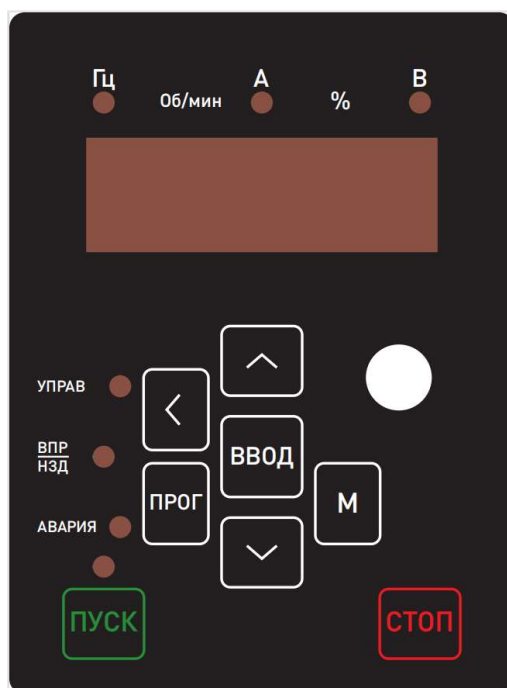 Гц
А
В
Об/мин
%
УПРАВ
ВПР
НЗД
ВВОД
ПРОГ
М
АВАРИЯ
ПУСК
СТОП